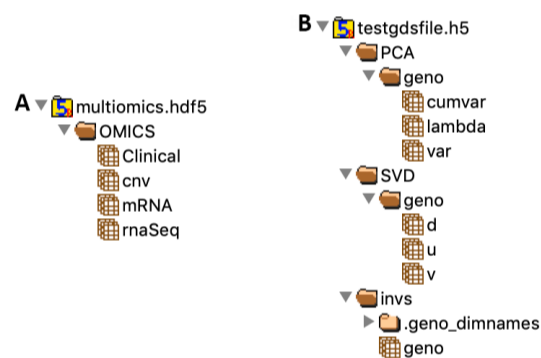 A multiomics.hdf5
OMICS
Clinical
cnv
mRNA
rnaSeq
B testgdsfile.h5
PCA
geno
cumvar
lambda
var
SVD
geno
d
u
v
invs
.geno_dimnames
geno